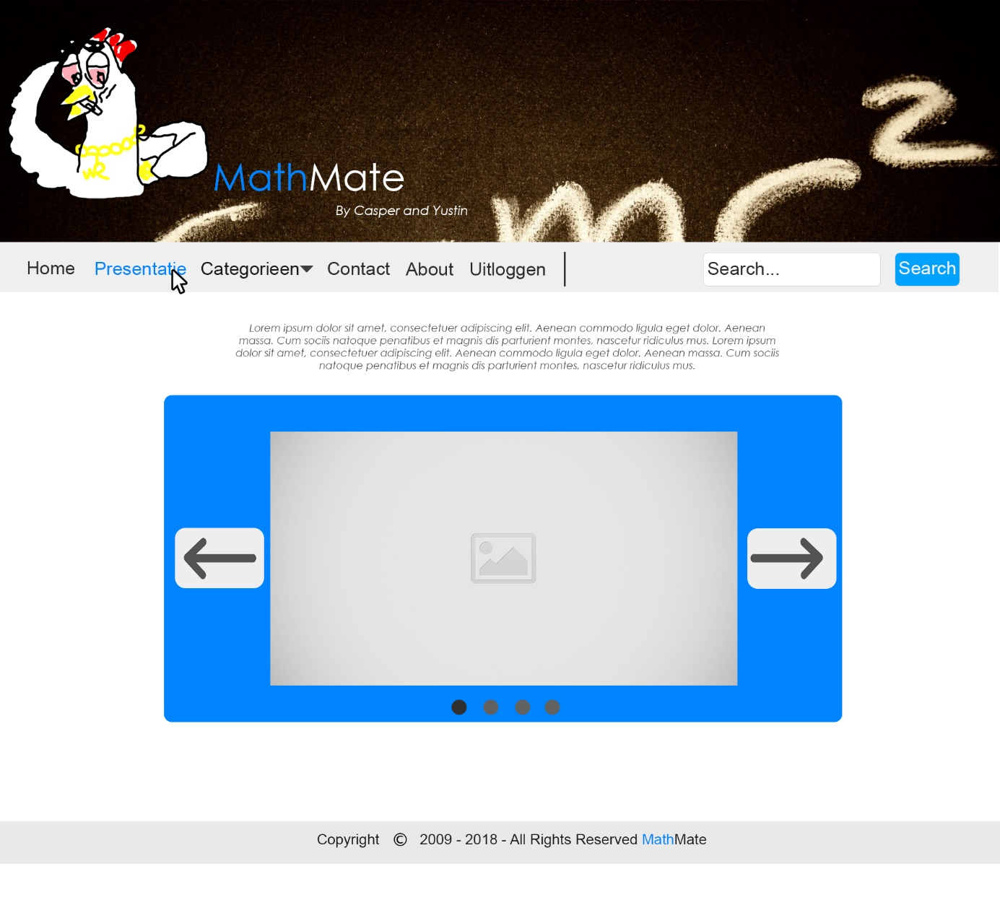 WR
MathMate
By Casper and Yustin
mc²
Home Presentatie Categorieen Contact About Uitloggen Search... Search
Lorem ipsum dolor sit amet, consectetuer adipiscing elit. Aenean commodo ligula eget dolor. Aenean
massa. Cum sociis natoque penatibus et magnis dis parturient montes, nascetur ridiculus mus. Lorem ipsum
dolor sit amet, consectetuer adipiscing elit. Aenean commodo ligula eget dolor. Aenean massa. Cum sociis
natoque penatibus et magnis dis parturient montes, nascetur ridiculus mus.
Copyright © 2009 - 2018 - All Rights Reserved MathMate